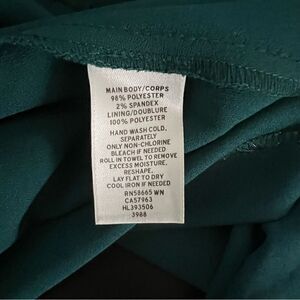 MAIN BODY/CORPS
98% POLYESTER
2% SPANDEX
LINING/DOUBLURE
100% POLYESTER
HAND WASH COLD,
SEPARATELY
ONLY NON-CHLORINE
BLEACH IF NEEDED
ROLL IN TOWEL TO REMOVE
EXCESS MOISTURE.
RESHAPE.
LAY FLAT TO DRY
COOL IRON IF NEEDED
RN58665 WN
CA57963
HL393506
3988